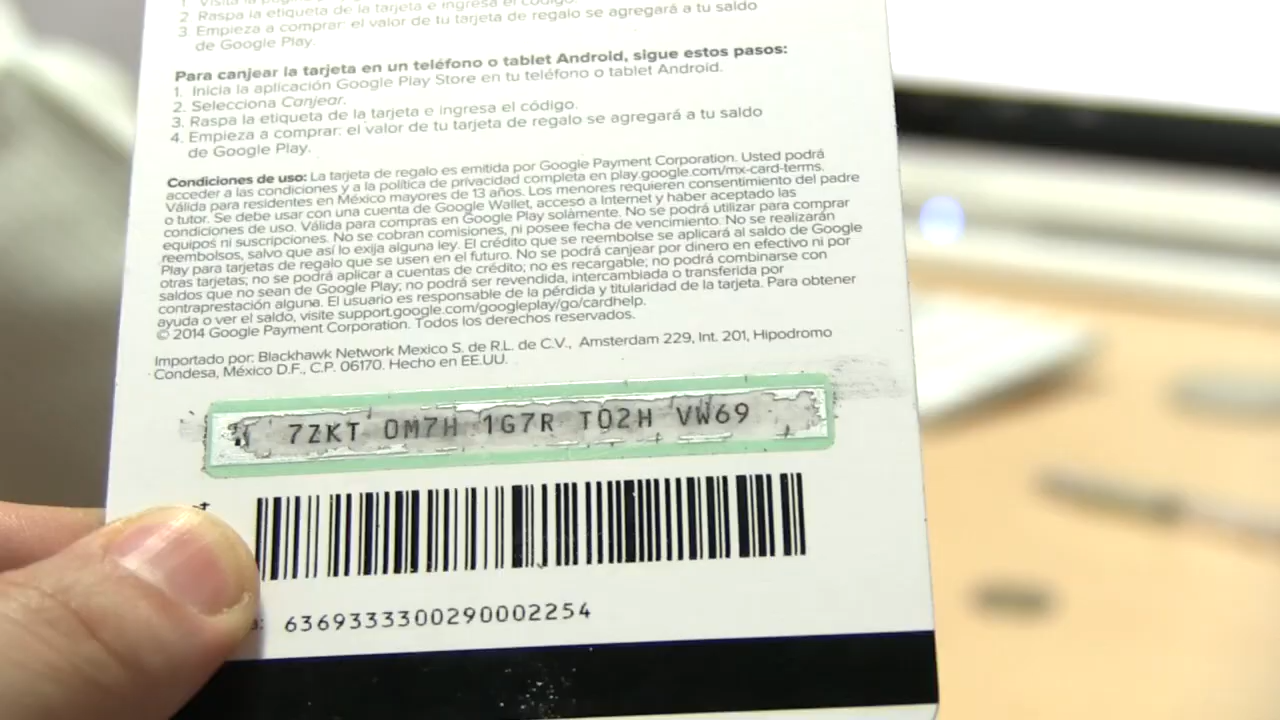 1. Visita la página
2. Raspa la etiqueta de la tarjeta e ingresa el código.
3. Empieza a comprar: el valor de tu tarjeta de regalo se agregará a tu saldo
de Google Play.
Para canjear la tarjeta en un teléfono o tablet Android, sigue estos pasos:
1. Inicia la aplicación Google Play Store en tu teléfono o tablet Android.
2. Selecciona Canjear.
3. Raspa la etiqueta de la tarjeta e ingresa el código.
4. Empieza a comprar: el valor de tu tarjeta de regalo se agregará a tu saldo
de Google Play.
Condiciones de uso: La tarjeta de regalo es emitida por Google Payment Corporation. Usted podrá
acceder a las condiciones y a la política de privacidad completa en play.google.com/mx-card-terms.
Válida para residentes en México mayores de 13 años. Los menores requieren consentimiento del padre
o tutor. Se debe usar con una cuenta de Google Wallet, acceso a Internet y haber aceptado las
condiciones de uso. Válida para compras en Google Play solamente. No se podrá utilizar para comprar
equipos ni suscripciones. No se cobran comisiones, ni posee fecha de vencimiento. No se realizarán
reembolsos, salvo que así lo exija alguna ley. El crédito que se reembolse se aplicará al saldo de Google
Play para tarjetas de regalo que se usen en el futuro. No se podrá canjear por dinero en efectivo ni por
otras tarjetas; no se podrá aplicar a cuentas de crédito; no es recargable; no podrá combinarse con
saldos que no sean de Google Play; no podrá ser revendida, intercambiada o transferida por
contraprestación alguna. El usuario es responsable de la pérdida y titularidad de la tarjeta. Para obtener
ayuda o ver el saldo, visite support.google.com/googleplay/go/cardhelp.
© 2014 Google Payment Corporation. Todos los derechos reservados.
Importado por: Blackhawk Network Mexico S. de R.L. de C.V., Amsterdam 229, Int. 201, Hipodromo
Condesa, México D.F., C.P. 06170. Hecho en EE.UU.
7ZKT 0M7H 1G7R T02H VW69
6369333300290002254